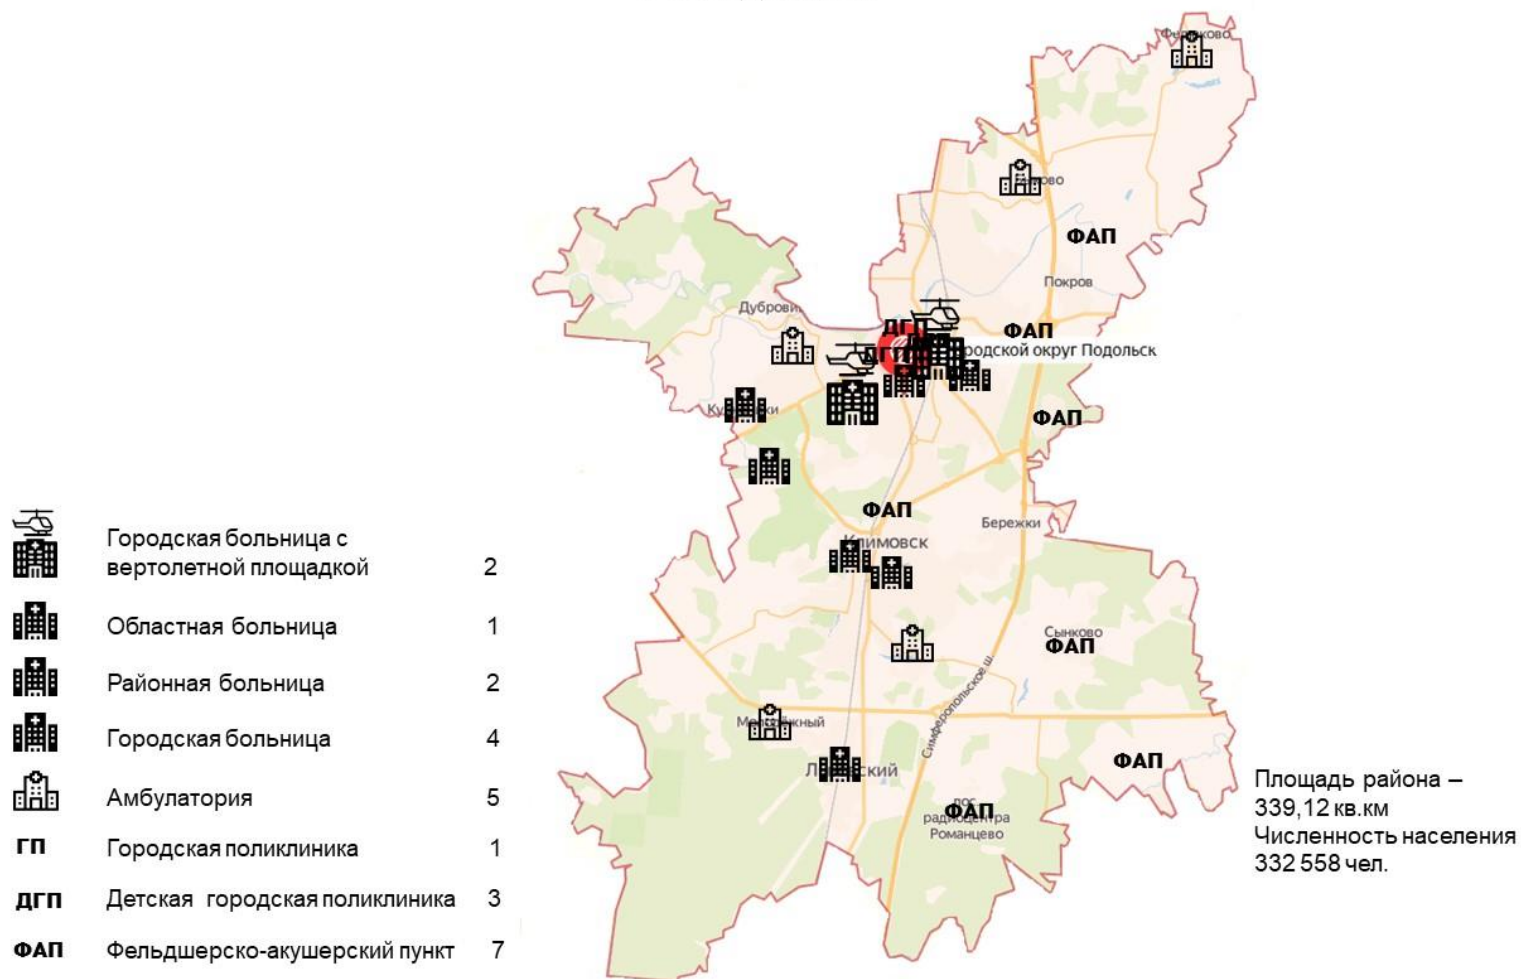 ФАП
Покров
ДГП
ФАП
родской округ Подольск
ФАП
ФАП
Бережки
Климовск
Сынково
ФАП
Симферопольское ш.
ФАП
ФАП
радиоцентра
Романцево
Городская больница с
вертолетной площадкой 2
Областная больница 1
Районная больница 2
Городская больница 4
Амбулатория 5
ГП Городская поликлиника 1
ДГП Детская городская поликлиника 3
ФАП Фельдшерско-акушерский пункт 7
Площадь района –
339,12 кв.км
Численность населения
332 558 чел.